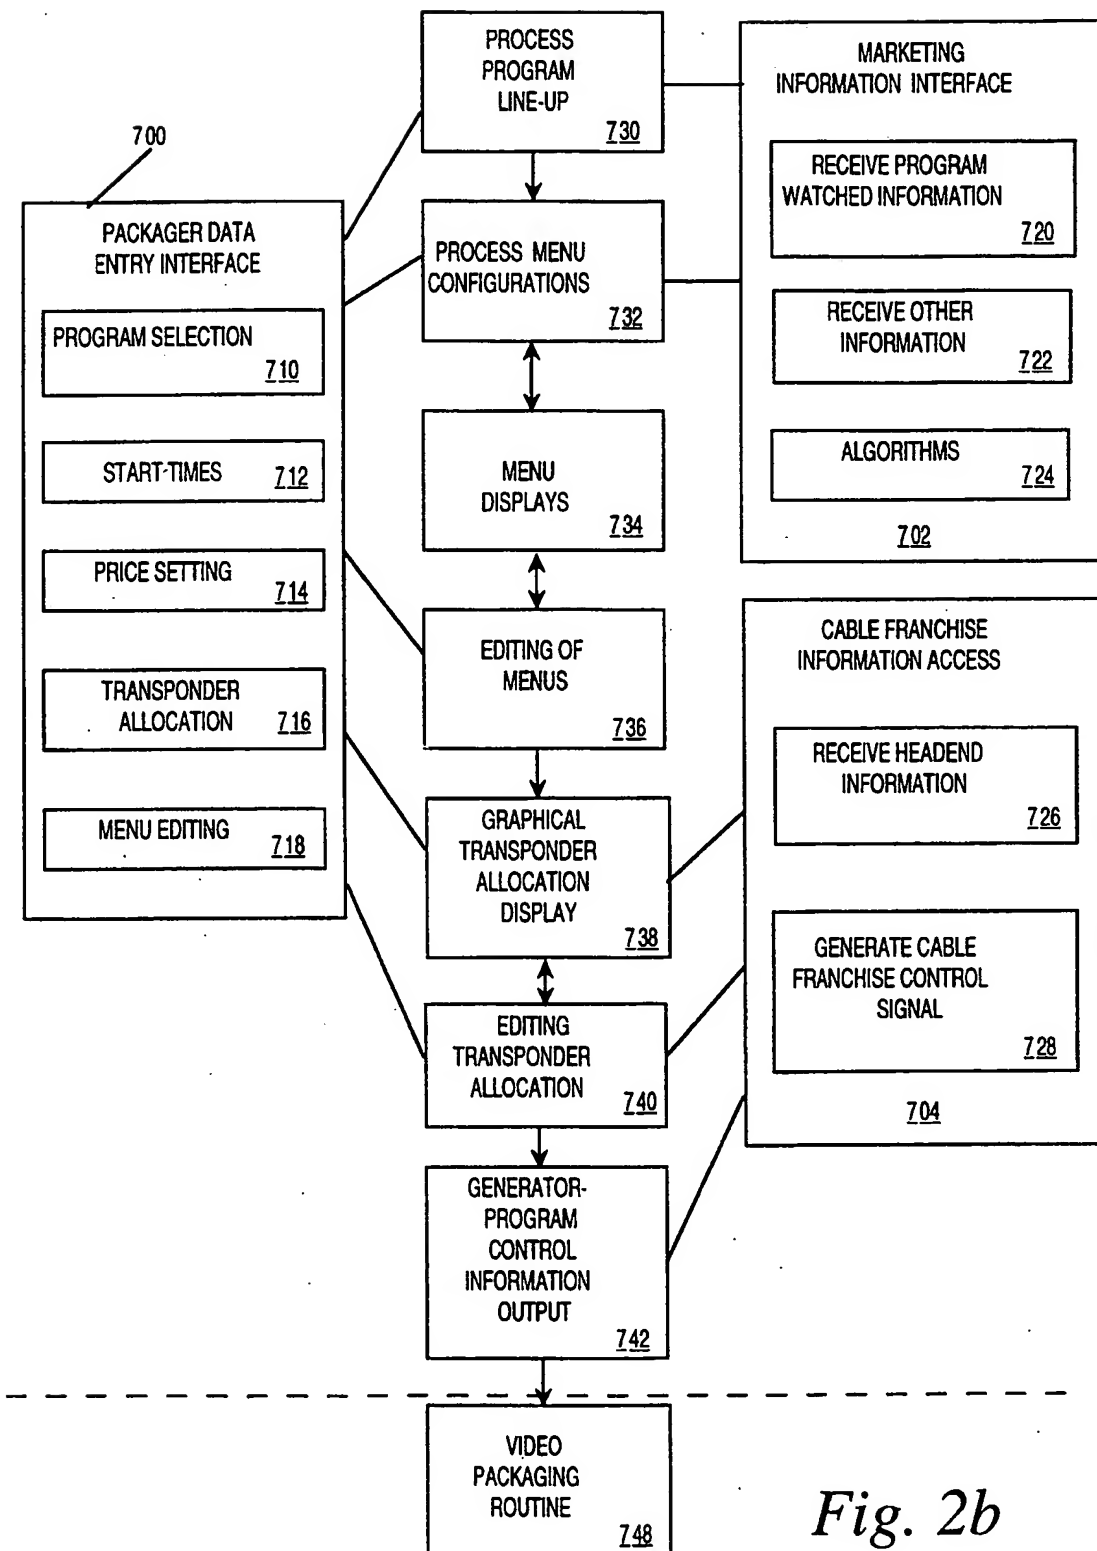 PROCESS
PROGRAM
LINE-UP
730
MARKETING
INFORMATION INTERFACE
RECEIVE PROGRAM
WATCHED INFORMATION
720
RECEIVE OTHER
INFORMATION
722
ALGORITHMS
724
702
700
PACKAGER DATA
ENTRY INTERFACE
PROGRAM SELECTION
710
START-TIMES
712
PRICE SETTING
714
TRANSPONDER
ALLOCATION
716
MENU EDITING
718
PROCESS MENU
CONFIGURATIONS
732
MENU
DISPLAYS
734
EDITING OF
MENUS
736
GRAPHICAL
TRANSPONDER
ALLOCATION
DISPLAY
738
EDITING
TRANSPONDER
ALLOCATION
740
GENERATOR-
PROGRAM
CONTROL
INFORMATION
OUTPUT
742
CABLE FRANCHISE
INFORMATION ACCESS
RECEIVE HEADEND
INFORMATION
726
GENERATE CABLE
FRANCHISE CONTROL
SIGNAL
728
704
VIDEO
PACKAGING
ROUTINE
748
Fig. 2b